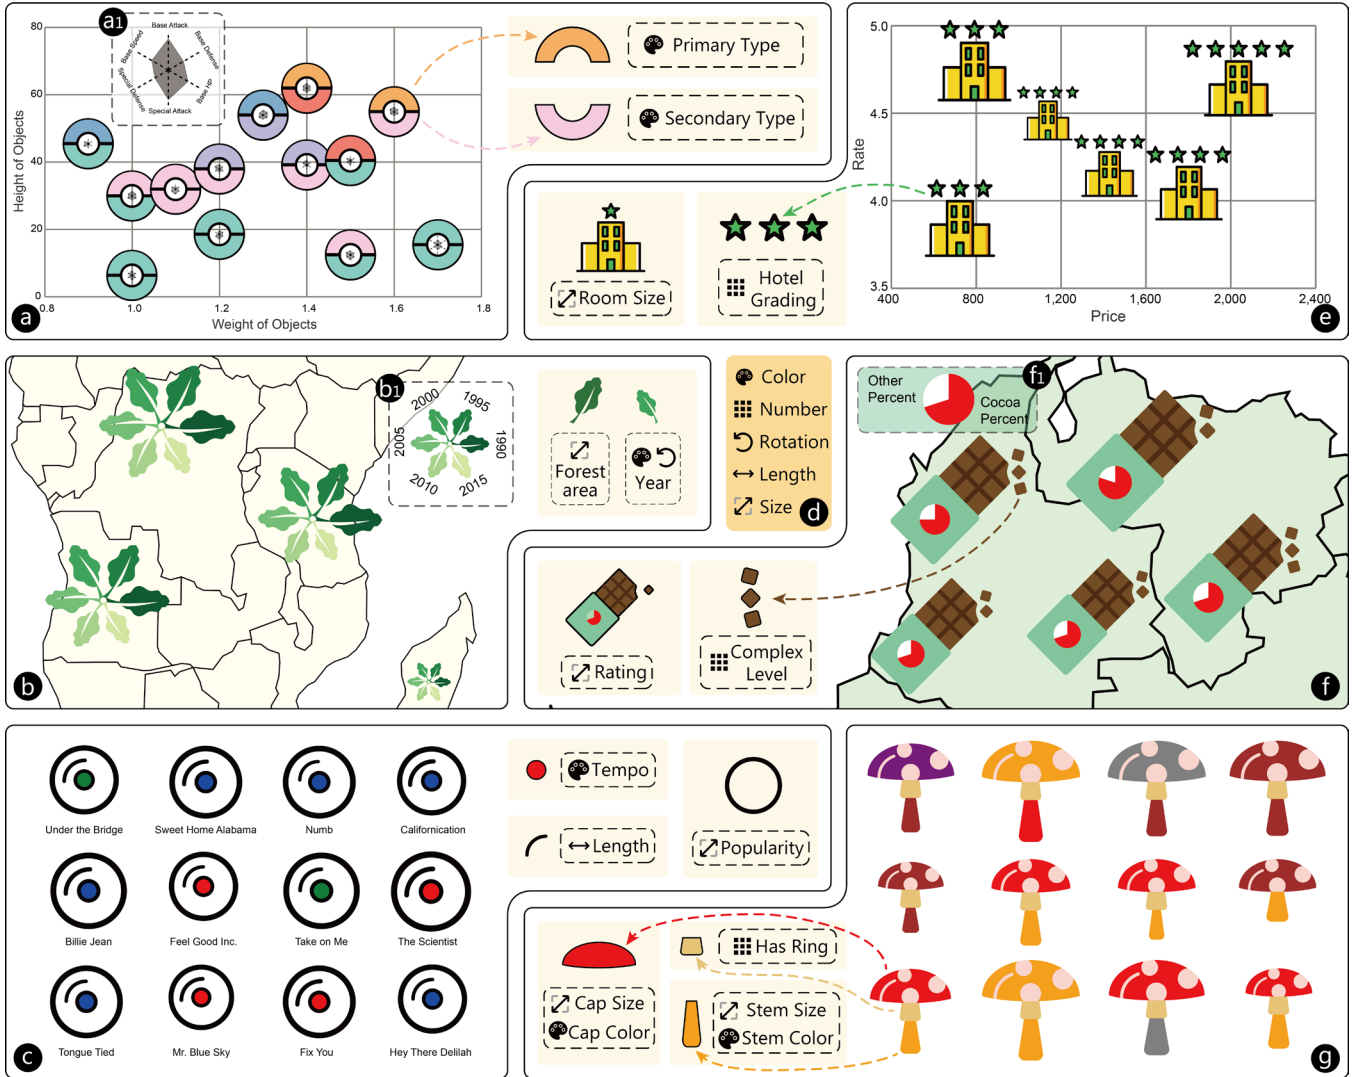 a1
Base Attack
Base Speed
Base Defense
Special Defense
Base HP
Special Attack
80
60
40
20
0
Height of Objects
0.8
1.0
1.2
1.4
1.6
1.8
Weight of Objects
a
Primary Type
Secondary Type
Room Size
Hotel
Grading
5.0
4.5
4.0
3.5
Rate
400
800
1,200
1,600
2,000
2,400
Price
e
b1
2000
1995
2005
1990
2010
2015
Forest
area
Year
b
Color
Number
Rotation
Length
Size
d
f1
Other
Percent
Cocoa
Percent
Rating
Complex
Level
f
Under the Bridge
Sweet Home Alabama
Numb
Californication
Billie Jean
Feel Good Inc.
Take on Me
The Scientist
Tongue Tied
Mr. Blue Sky
Fix You
Hey There Delilah
c
Tempo
Length
Popularity
Cap Size
Cap Color
Has Ring
Stem Size
Stem Color
g